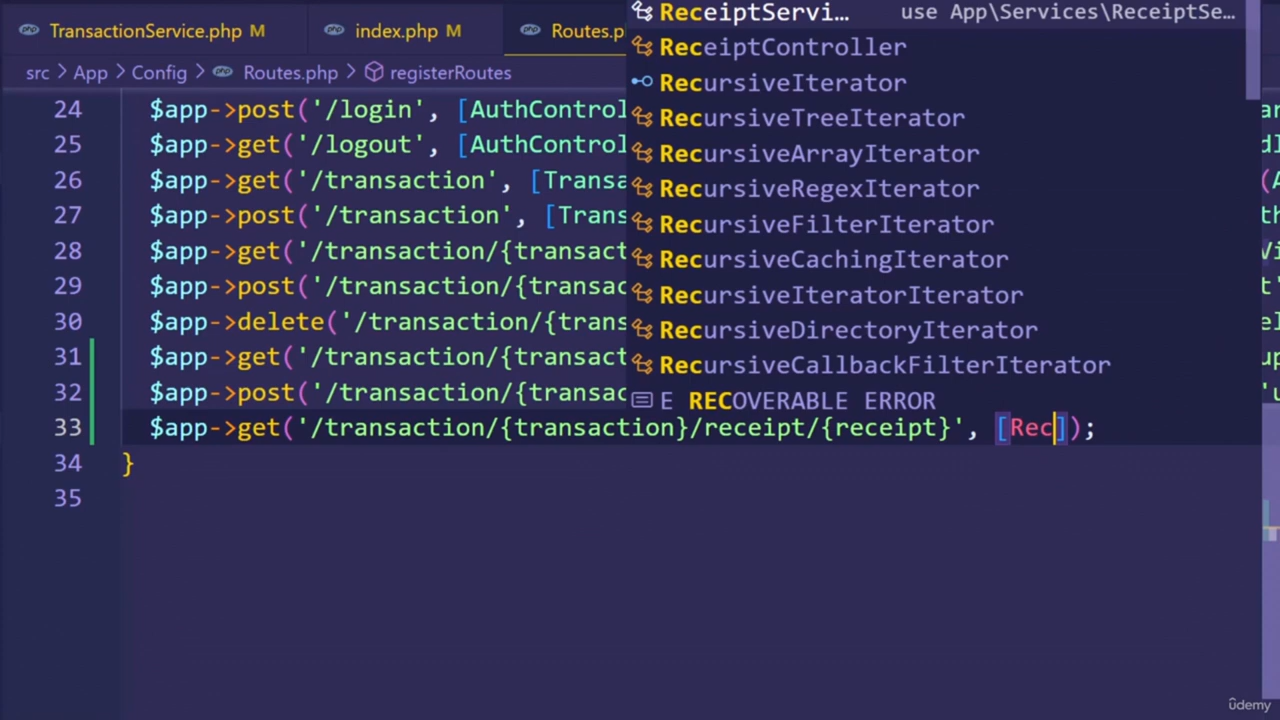 TransactionService.php M index.php M Routes.p
src > App > Config > Routes.php > registerRoutes
24 $app->post('/login', [AuthControl
25 $app->get('/logout', [AuthControl
26 $app->get('/transaction', [Transa
27 $app->post('/transaction', [Trans
28 $app->get('/transaction/{transact
29 $app->post('/transaction/{transac
30 $app->delete('/transaction/{trans
31 $app->get('/transaction/{transact
32 $app->post('/transaction/{transac
33 $app->get('/transaction/{transaction}/receipt/{receipt}', [Rec]);
34 }
35
ReceiptServi… use App\Services\ReceiptSe…
ReceiptController
RecursiveIterator
RecursiveTreeIterator
RecursiveArrayIterator
RecursiveRegexIterator
RecursiveFilterIterator
RecursiveCachingIterator
RecursiveIteratorIterator
RecursiveDirectoryIterator
RecursiveCallbackFilterIterator
E RECOVERABLE ERROR
ûdemy